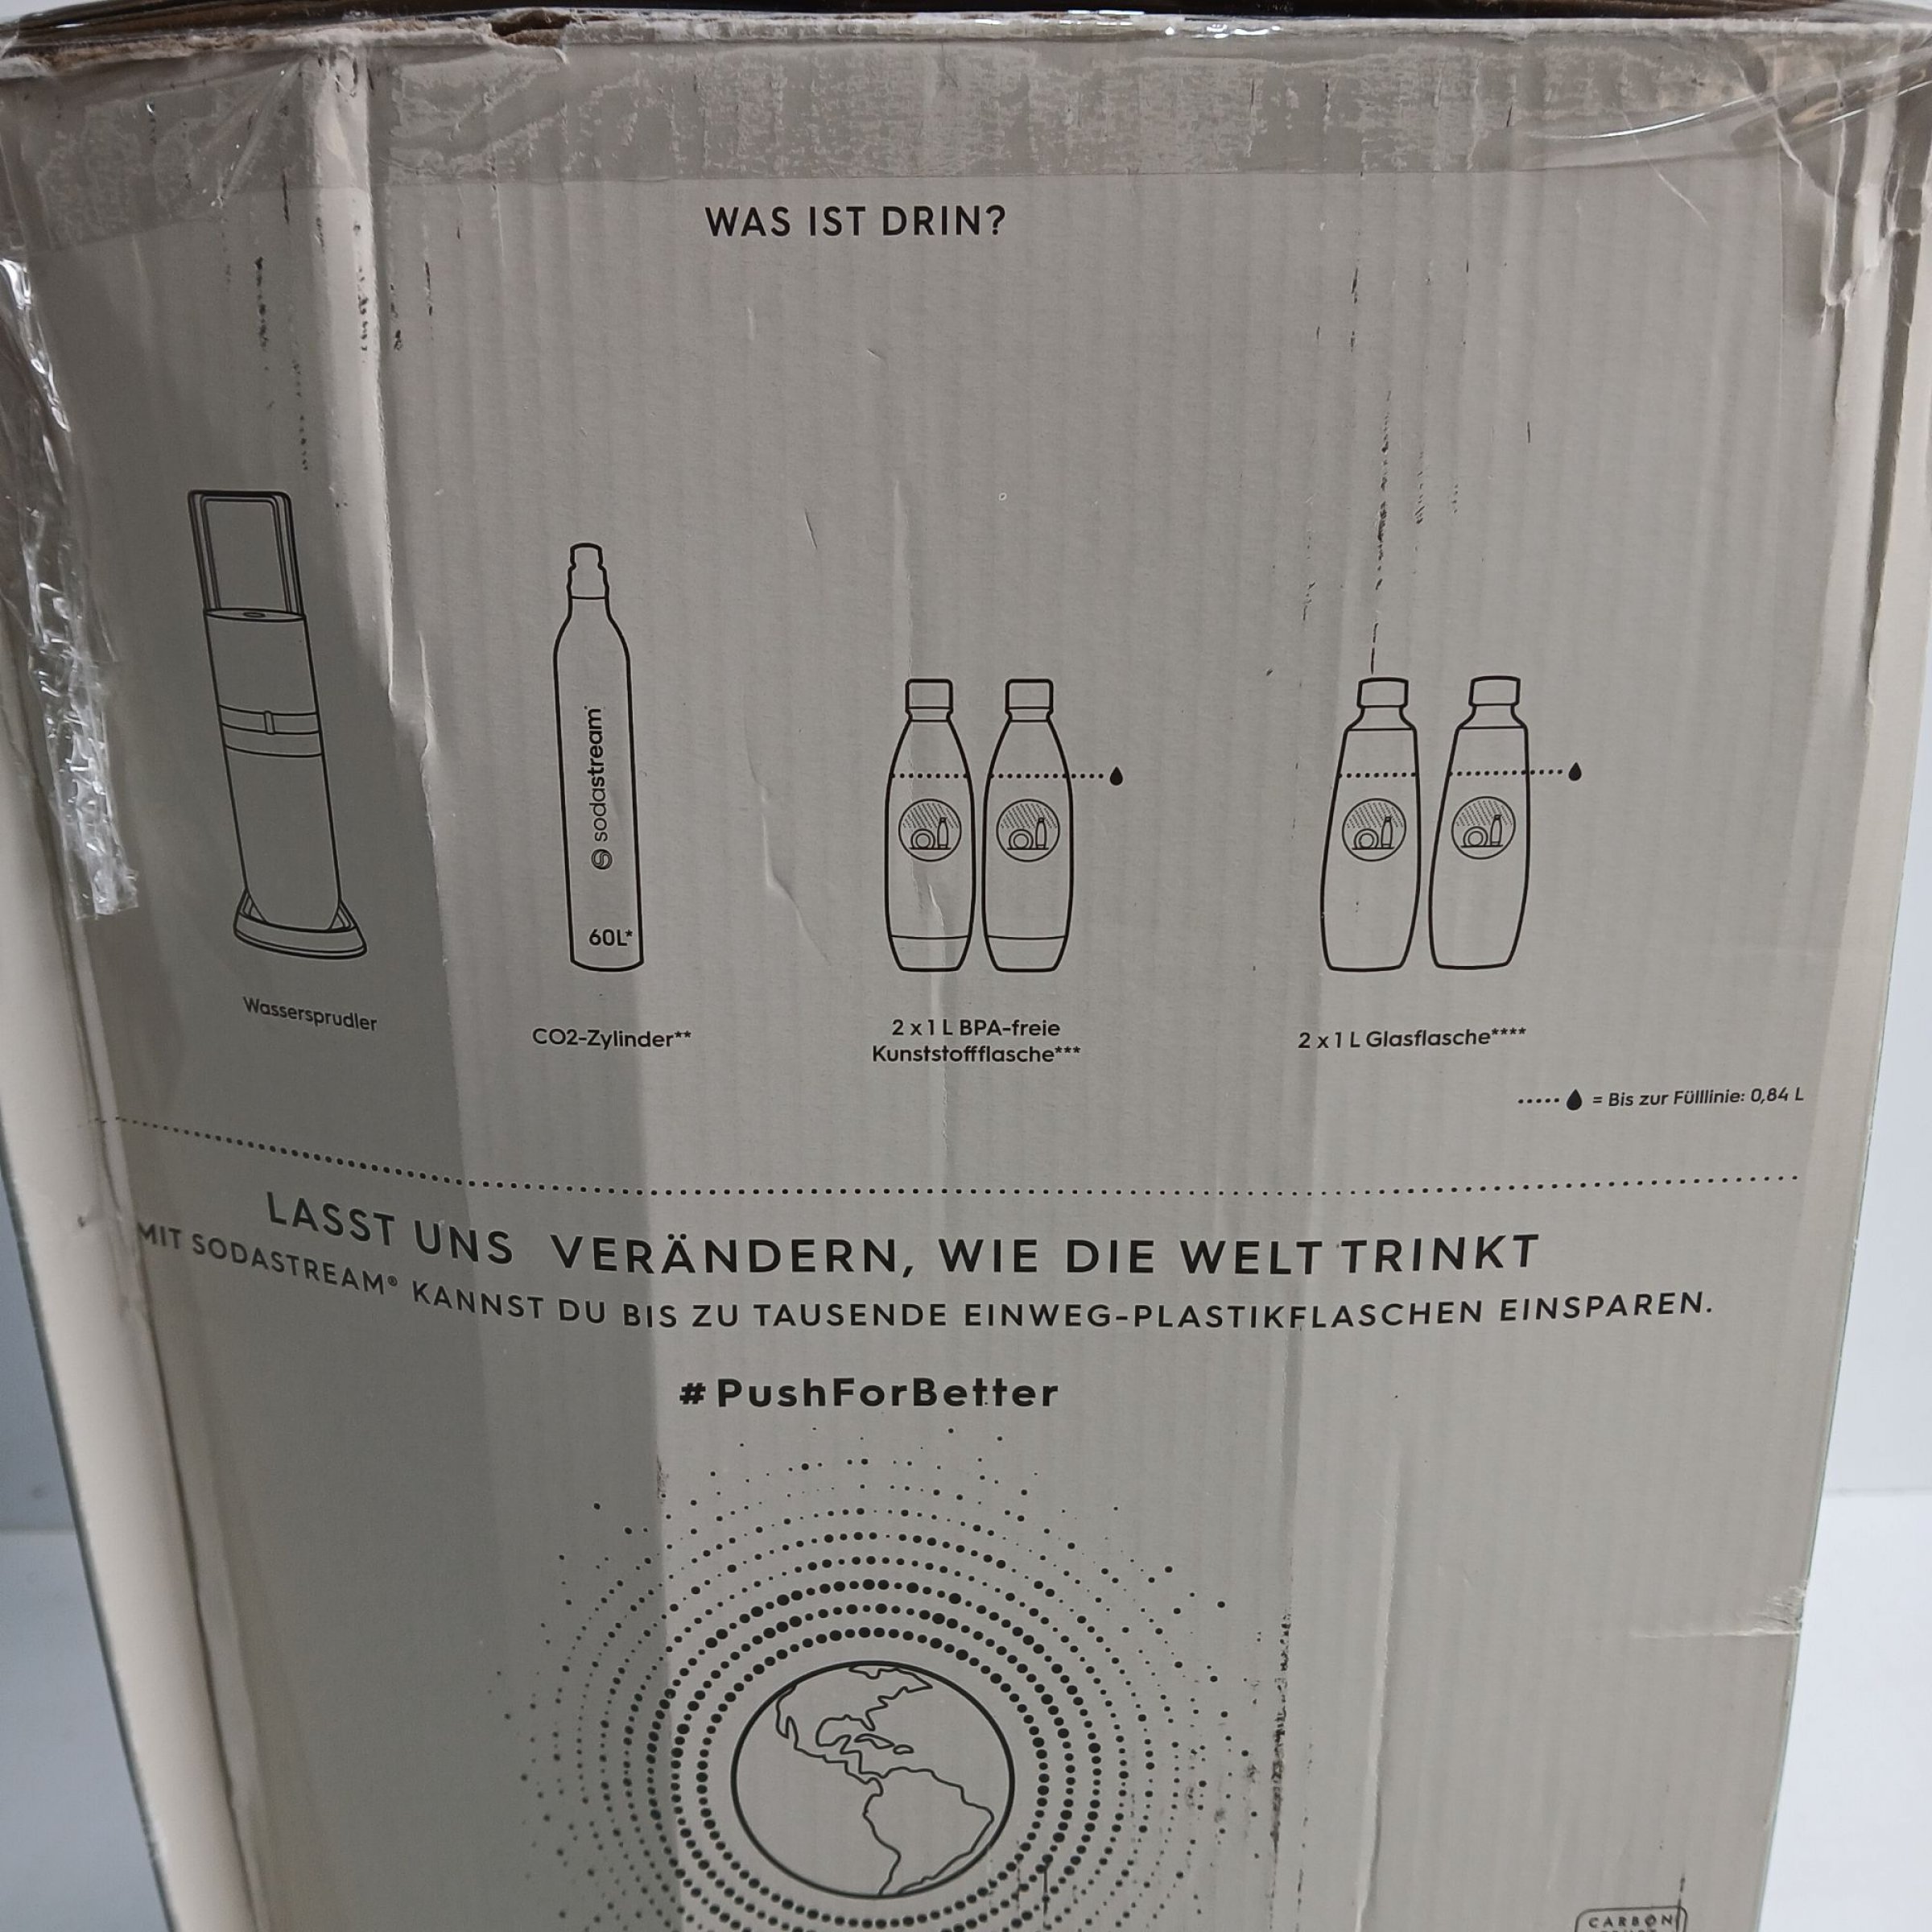 WAS IST DRIN?
sodastream
60L*
Wassersprudler
CO2-Zylinder**
2 x 1 L BPA-freie
Kunststoffflasche***
2 x 1 L Glasflasche****
= Bis zur Fülllinie: 0,84 L
LASST UNS VERÄNDERN, WIE DIE WELT TRINKT
MIT SODASTREAM® KANNST DU BIS ZU TAUSENDE EINWEG-PLASTIKFLASCHEN EINSPAREN.
#PushForBetter
CARBON